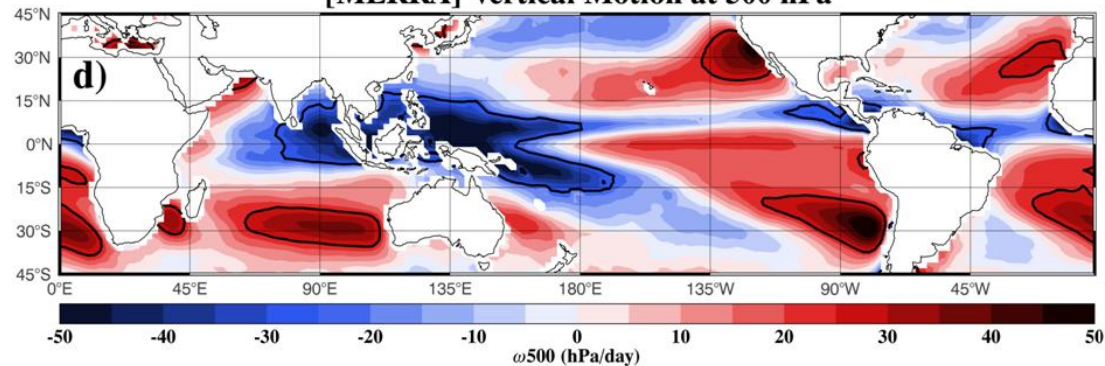 [MERRA] Vertical Motion at 500 hPa
45°N
30°N
d)
15°N
0°N
15°S
30°S
45°S
0°E 45°E 90°E 135°E 180°E 135°W 90°W 45°W
-50 -40 -30 -20 -10 0 10 20 30 40 50
ω500 (hPa/day)